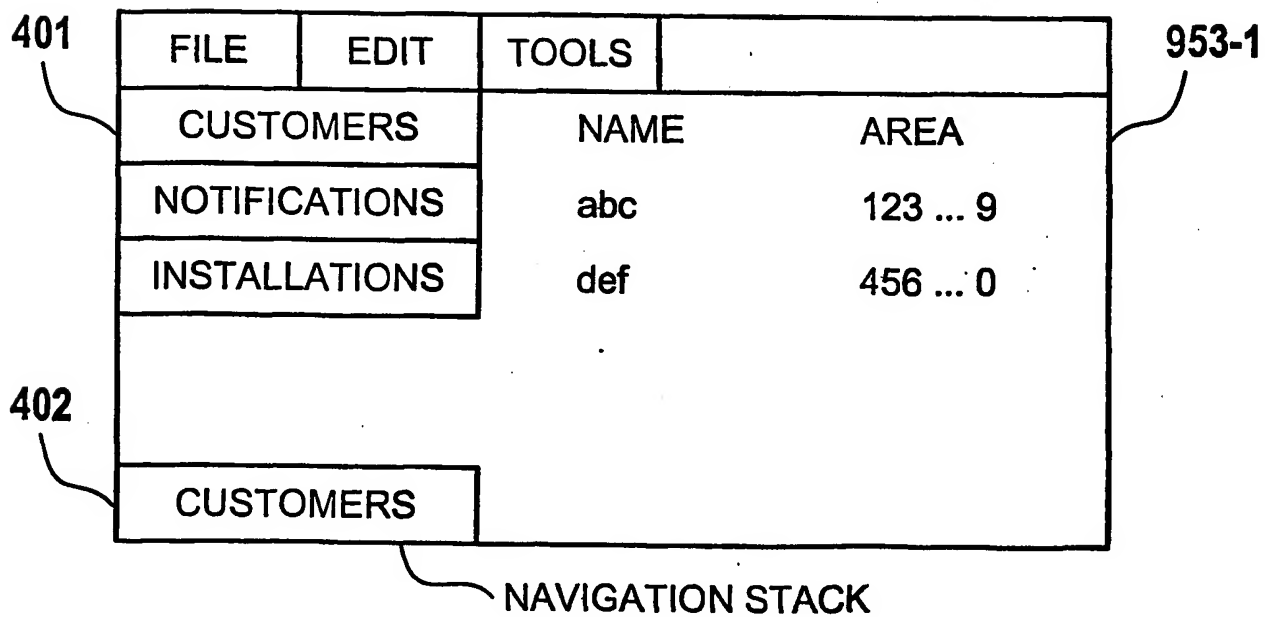 401 FILE EDIT TOOLS 953-1
CUSTOMERS NAME AREA
NOTIFICATIONS abc 123 ... 9
INSTALLATIONS def 456 ... 0
402
CUSTOMERS
NAVIGATION STACK